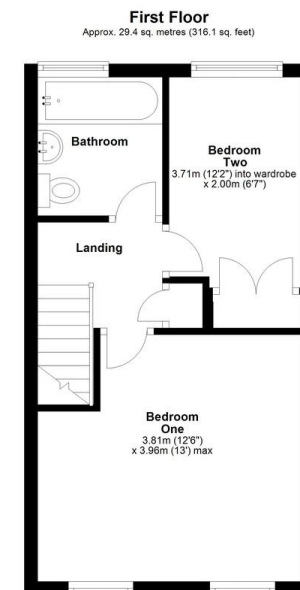 First Floor
Approx. 29.4 sq. metres (316.1 sq. feet)
Bathroom
Bedroom
Two
3.71m (12'2") into wardrobe
x 2.00m (6'7")
Landing
Bedroom
One
3.81m (12'6")
x 3.96m (13') max